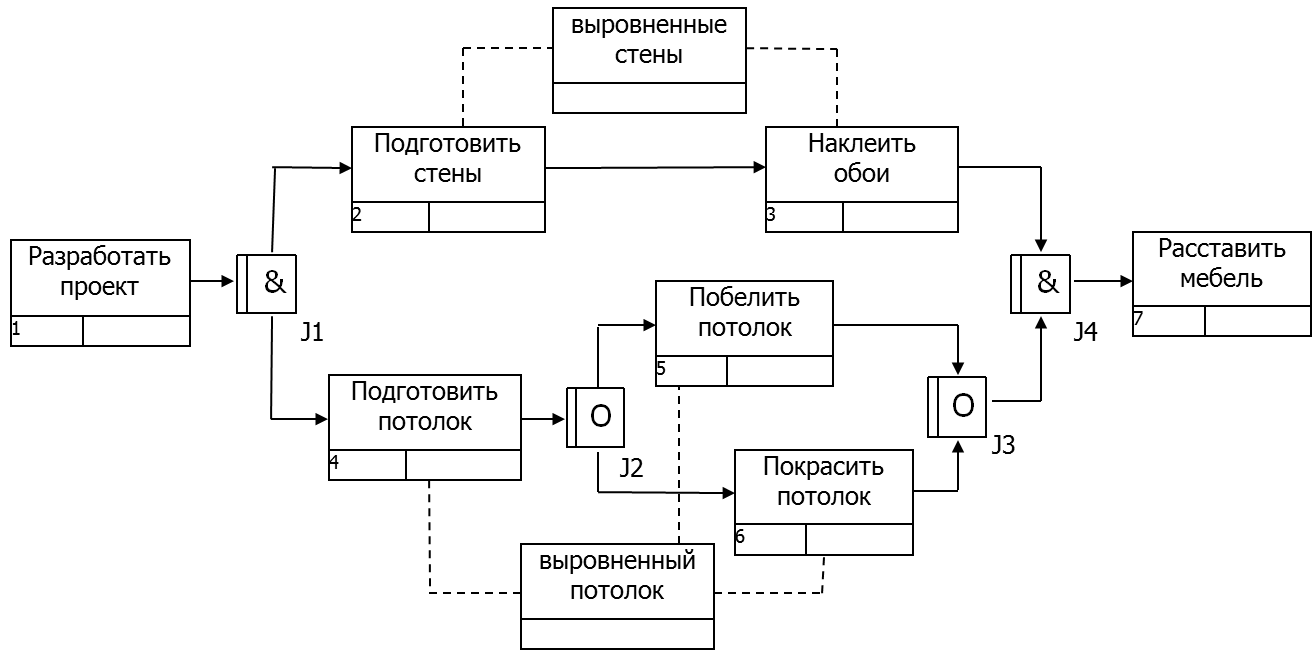 выровненные
стены
Подготовить
стены
2
Наклеить
обои
3
Разработать
проект
1
&
J1
Побелить
потолок
5
&
J4
Расставить
мебель
7
Подготовить
потолок
4
O
J2
O
J3
Покрасить
потолок
6
выровненный
потолок